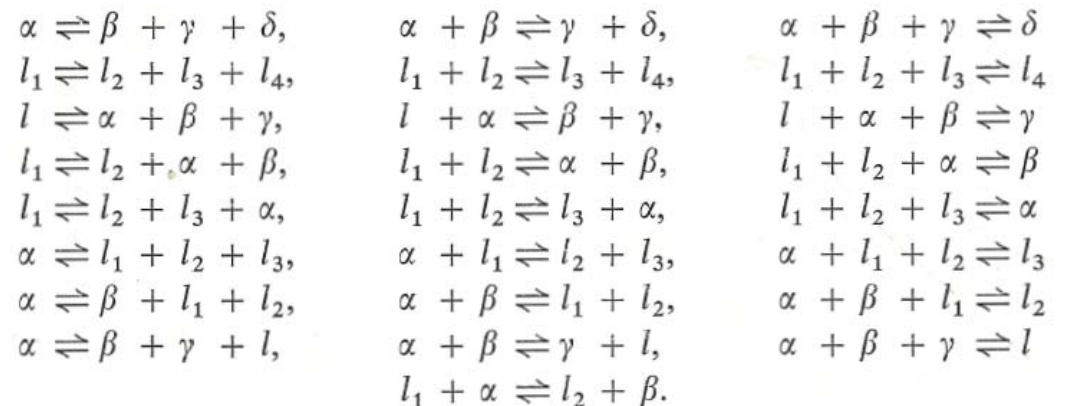 α ⇌ β + γ + δ, α + β ⇌ γ + δ, α + β + γ ⇌ δ
l₁ ⇌ l₂ + l₃ + l₄, l₁ + l₂ ⇌ l₃ + l₄, l₁ + l₂ + l₃ ⇌ l₄
l ⇌ α + β + γ, l + α ⇌ β + γ, l + α + β ⇌ γ
l₁ ⇌ l₂ + α + β, l₁ + l₂ ⇌ α + β, l₁ + l₂ + α ⇌ β
l₁ ⇌ l₂ + l₃ + α, l₁ + l₂ ⇌ l₃ + α, l₁ + l₂ + l₃ ⇌ α
α ⇌ l₁ + l₂ + l₃, α + l₁ ⇌ l₂ + l₃, α + l₁ + l₂ ⇌ l₃
α ⇌ β + l₁ + l₂, α + β ⇌ l₁ + l₂, α + β + l₁ ⇌ l₂
α ⇌ β + γ + l, α + β ⇌ γ + l, α + β + γ ⇌ l
l₁ + α ⇌ l₂ + β.